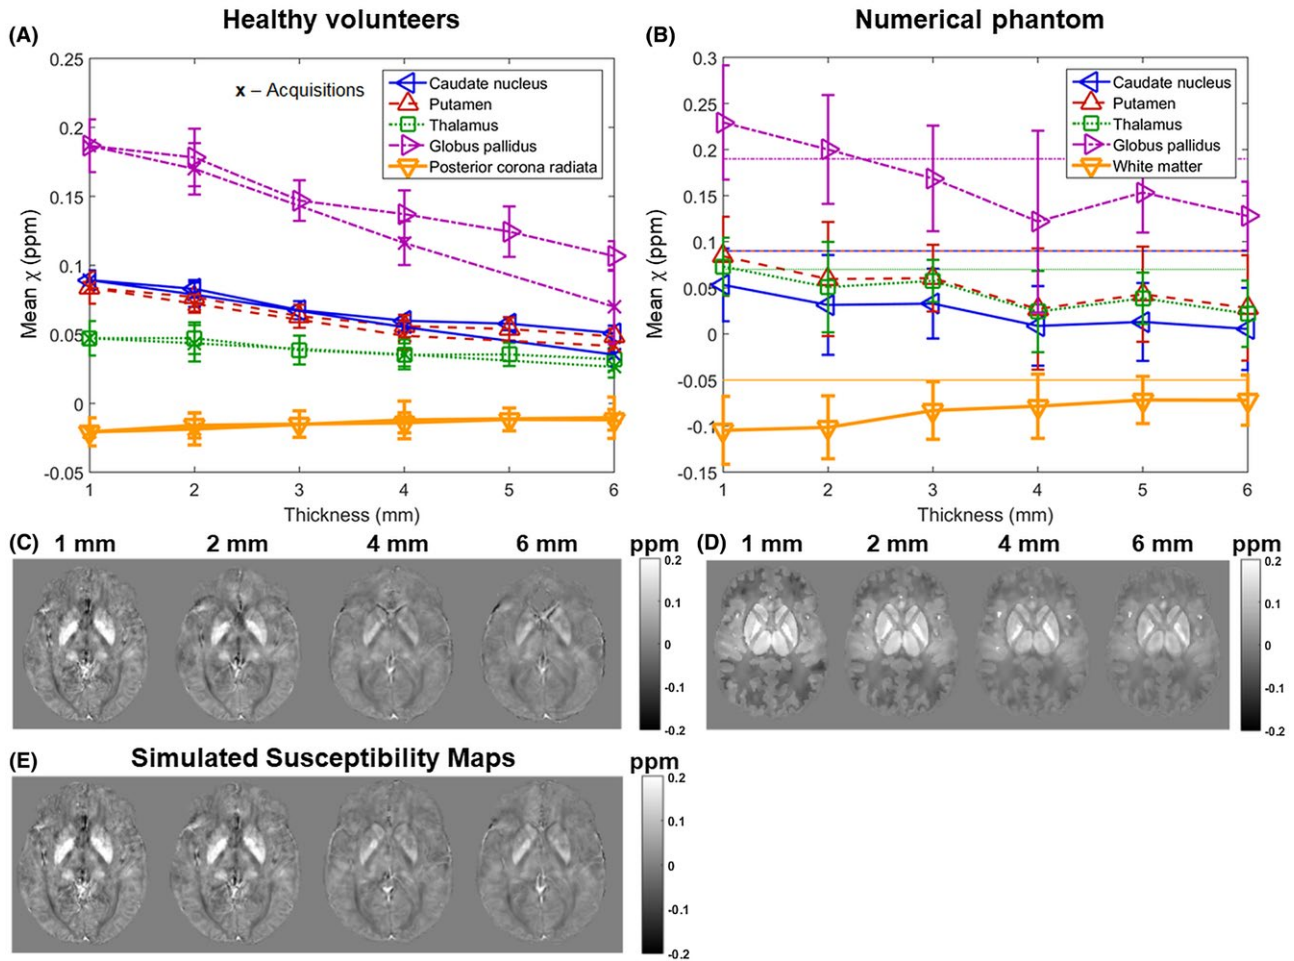 Healthy volunteers
(A)
0.25
0.2
0.15
0.1
0.05
0
-0.05
Mean χ (ppm)
x – Acquisitions
Caudate nucleus
Putamen
Thalamus
Globus pallidus
Posterior corona radiata
1 2 3 4 5 6
Thickness (mm)
Numerical phantom
(B)
0.3
0.25
0.2
0.15
0.1
0
-0.05
-0.1
-0.15
Mean χ (ppm)
Caudate nucleus
Putamen
Thalamus
Globus pallidus
White matter
1 2 3 4 5 6
Thickness (mm)
(C) 1 mm 2 mm 4 mm 6 mm ppm
0.2
0.1
0
-0.1
-0.2
(D) 1 mm 2 mm 4 mm 6 mm ppm
0.2
0.1
0
-0.1
-0.2
(E) Simulated Susceptibility Maps ppm
0.2
0.1
0
-0.1
-0.2